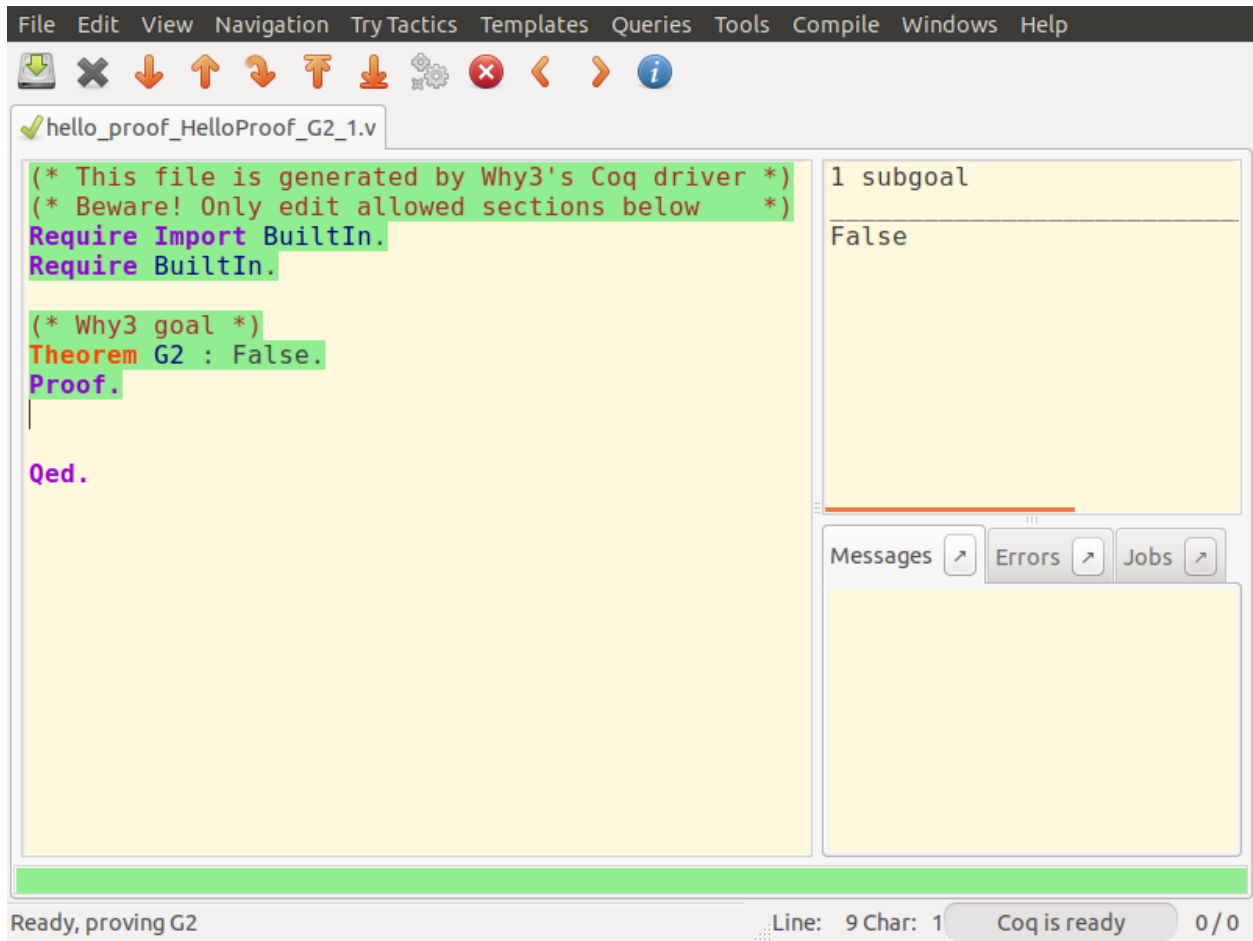 File Edit View Navigation Try Tactics Templates Queries Tools Compile Windows Help
hello_proof_HelloProof_G2_1.v
(* This file is generated by Why3's Coq driver *)
(* Beware! Only edit allowed sections below    *)
Require Import BuiltIn.
Require BuiltIn.
(* Why3 goal *)
Theorem G2 : False.
Proof.
Qed.
1 subgoal
False
Messages Errors Jobs
Ready, proving G2 Line: 9 Char: 1 Coq is ready 0 / 0